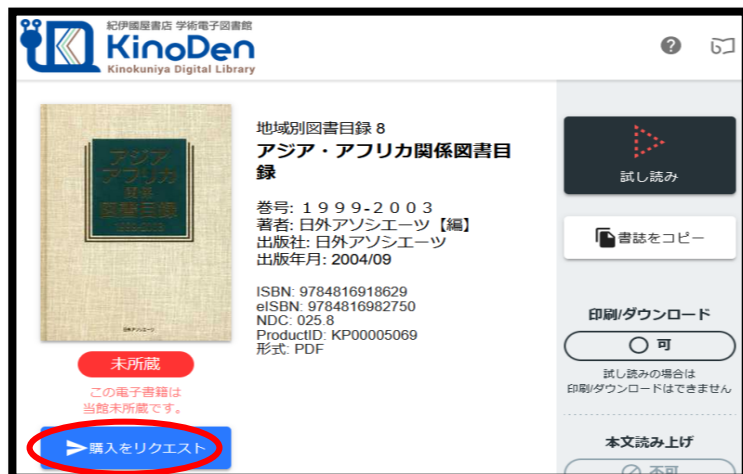 紀伊國屋書店 学術電子図書館
KinoDen
Kinokuniya Digital Library
アジア
アフリカ
関係
図書目録
1999-2003
日外アソシエーツ
未所蔵
この電子書籍は
当館未所蔵です。
購入をリクエスト
地域別図書目録 8
アジア・アフリカ関係図書目
録
巻号: １９９９-２００３
著者: 日外アソシエーツ【編】
出版社: 日外アソシエーツ
出版年月: 2004/09
ISBN: 9784816918629
eISBN: 9784816982750
NDC: 025.8
ProductID: KP00005069
形式: PDF
試し読み
書誌をコピー
印刷/ダウンロード
可
試し読みの場合は
印刷/ダウンロードはできません
本文読み上げ
不可